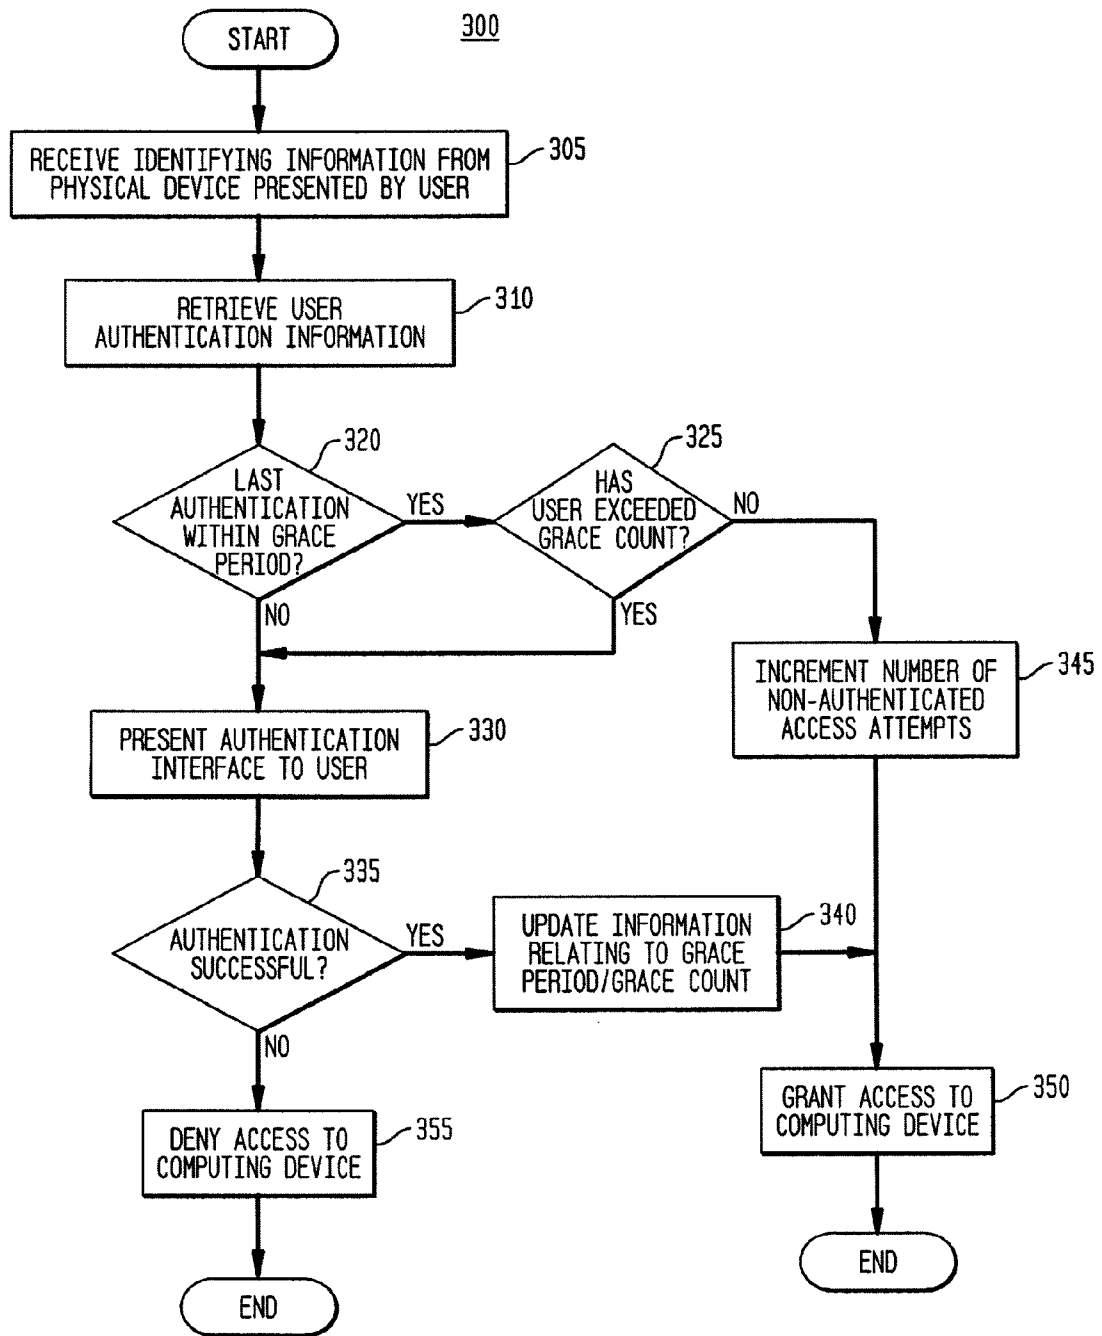 START
300
RECEIVE IDENTIFYING INFORMATION FROM
PHYSICAL DEVICE PRESENTED BY USER
305
RETRIEVE USER
AUTHENTICATION INFORMATION
310
320
LAST
AUTHENTICATION
WITHIN GRACE
PERIOD?
YES
NO
325
HAS
USER EXCEEDED
GRACE COUNT?
NO
YES
INCREMENT NUMBER OF
NON-AUTHENTICATED
ACCESS ATTEMPTS
345
PRESENT AUTHENTICATION
INTERFACE TO USER
330
335
AUTHENTICATION
SUCCESSFUL?
YES
NO
UPDATE INFORMATION
RELATING TO GRACE
PERIOD/GRACE COUNT
340
GRANT ACCESS TO
COMPUTING DEVICE
350
DENY ACCESS TO
COMPUTING DEVICE
355
END
END